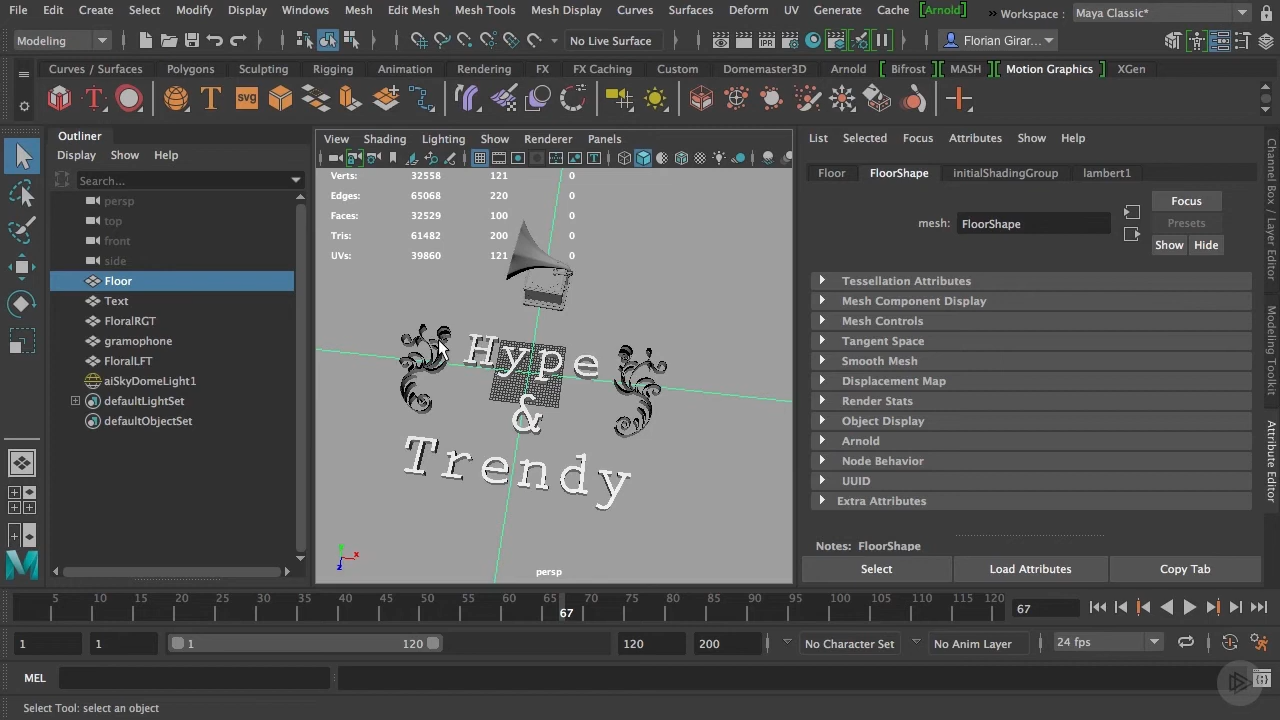 File Edit Create Select Modify Display Windows Mesh Edit Mesh Mesh Tools Mesh Display Curves Surfaces Deform UV Generate Cache [Arnold] » Workspace : Maya Classic*
Modeling No Live Surface Florian Girar...
Curves / Surfaces Polygons Sculpting Rigging Animation Rendering FX FX Caching Custom Domemaster3D Arnold Bifrost MASH Motion Graphics XGen
T T svg
Outliner
Display Show Help
Search...
persp
top
front
side
Floor
Text
FloralRGT
gramophone
FloralLFT
aiSkyDomeLight1
defaultLightSet
defaultObjectSet
View Shading Lighting Show Renderer Panels
Verts: 32558 121 0
Edges: 65068 220 0
Faces: 32529 100 0
Tris: 61482 200 0
UVs: 39860 121 0
Hype
&
Trendy
y x
z
persp
List Selected Focus Attributes Show Help
Floor FloorShape initialShadingGroup lambert1
Focus
mesh: FloorShape
Presets
Show Hide
Tessellation Attributes
Mesh Component Display
Mesh Controls
Tangent Space
Smooth Mesh
Displacement Map
Render Stats
Object Display
Arnold
Node Behavior
UUID
Extra Attributes
Notes: FloorShape
Select Load Attributes Copy Tab
Channel Box / Layer Editor
Modeling Toolkit
Attribute Editor
5 10 15 20 25 30 35 40 45 50 55 60 65 70 75 80 85 90 95 100 105 110 115 120
67 67
1 1 1 120 120 200 No Character Set No Anim Layer 24 fps
MEL
Select Tool: select an object